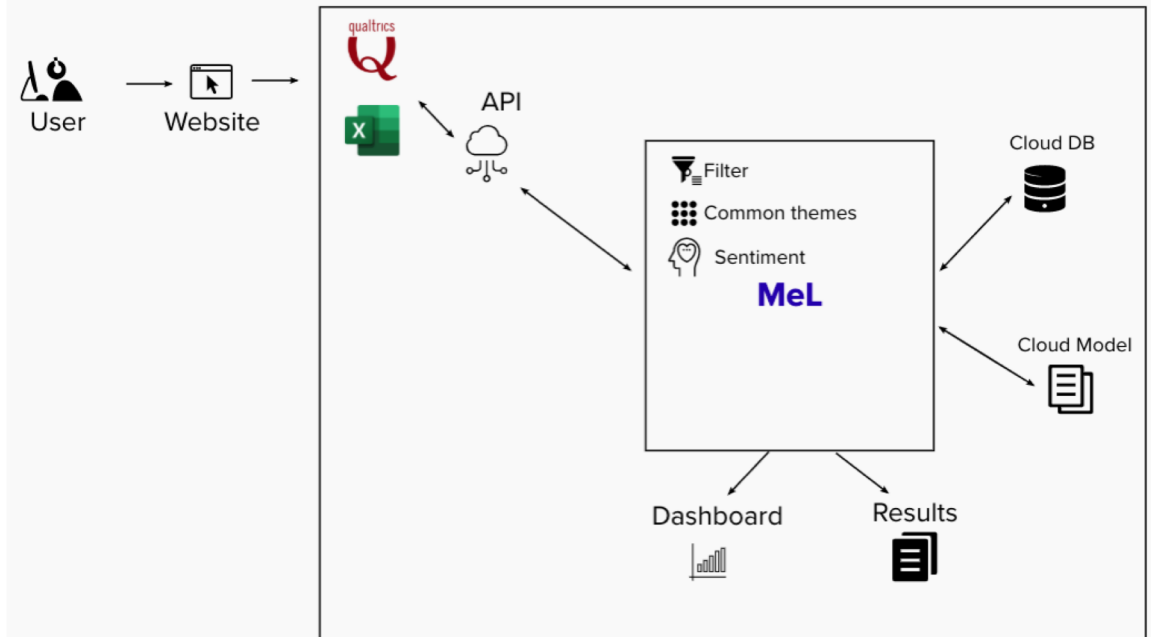 qualtrics
Q
X
API
User
Website
Filter
Common themes
Sentiment
MeL
Cloud DB
Cloud Model
Dashboard
Results